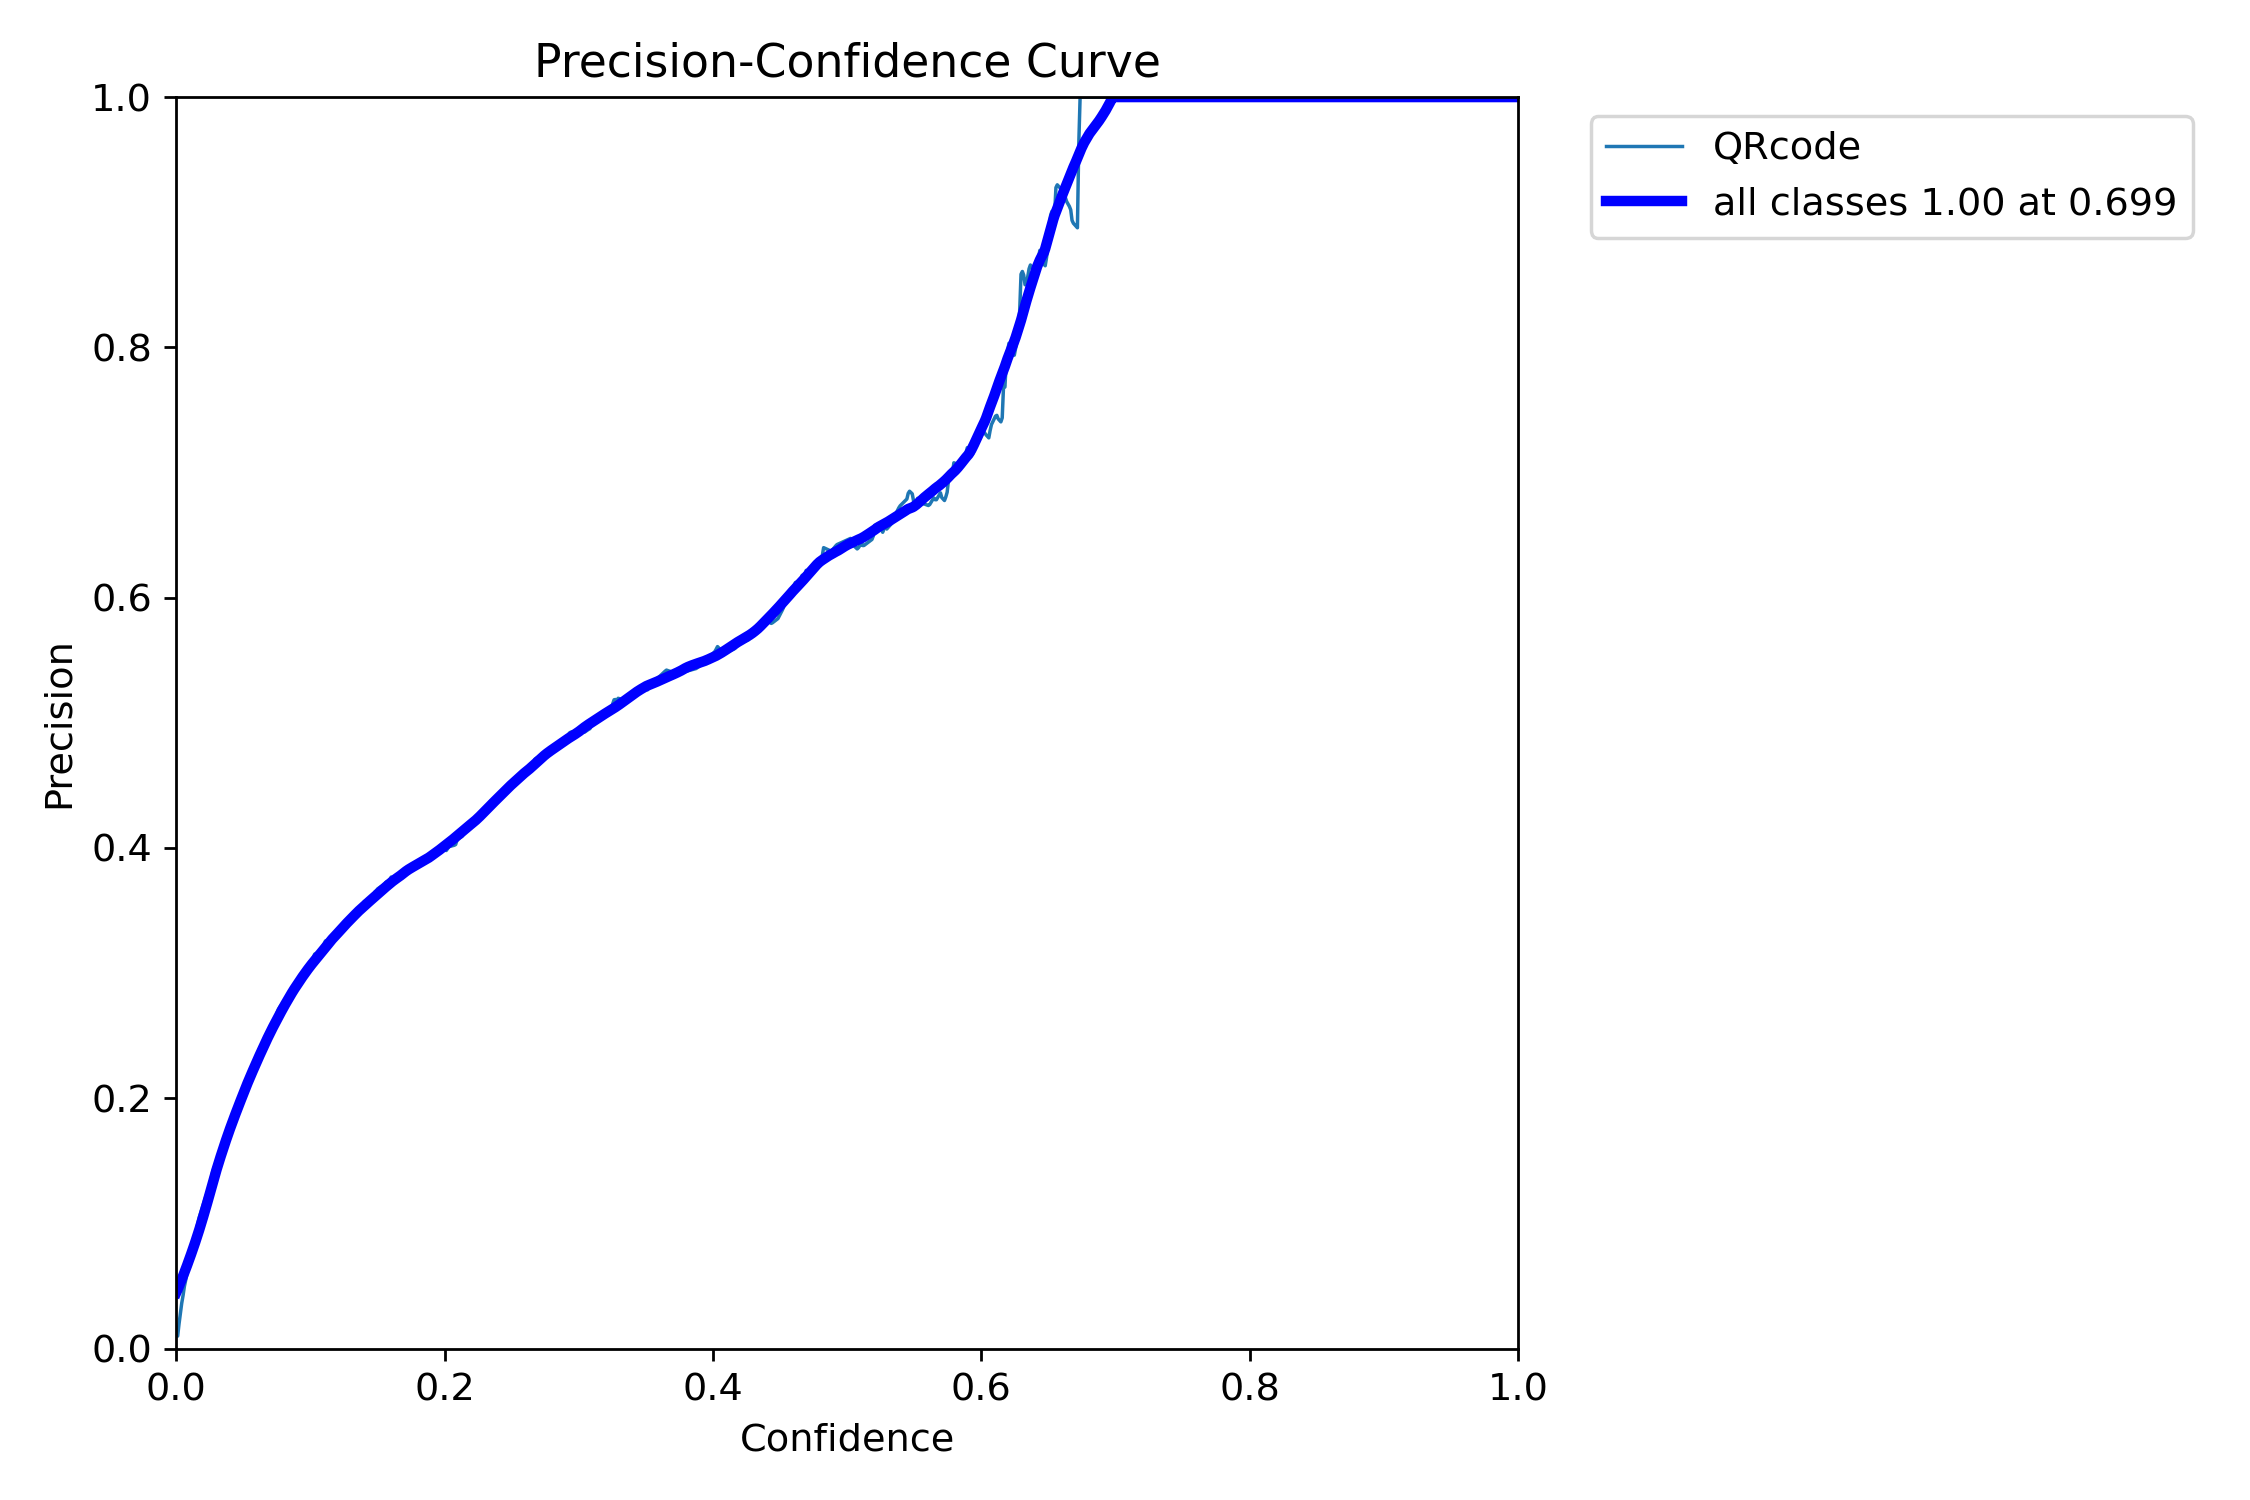 Precision-Confidence Curve
1.0
0.8
0.6
0.4
0.2
0.0
Precision
0.0 0.2 0.4 0.6 0.8 1.0
Confidence
QRcode
all classes 1.00 at 0.699